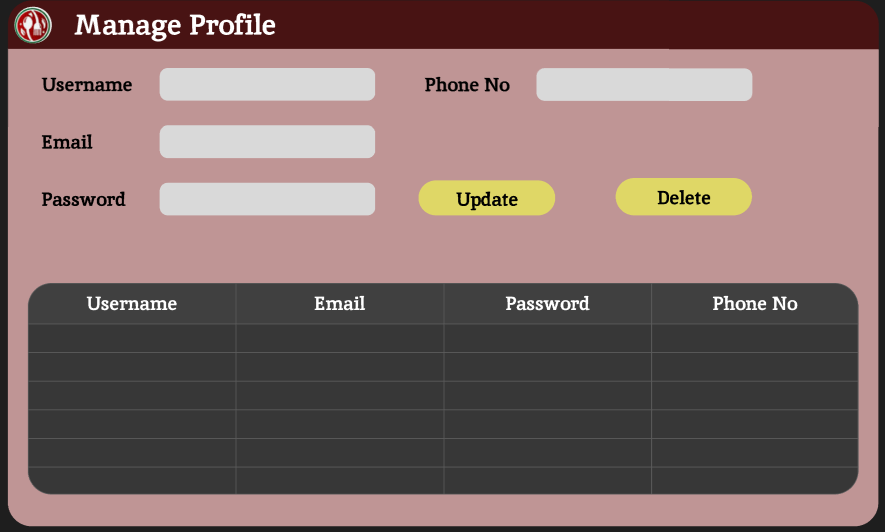 Manage Profile
Username
Phone No
Email
Password
Update
Delete
Username Email Password Phone No